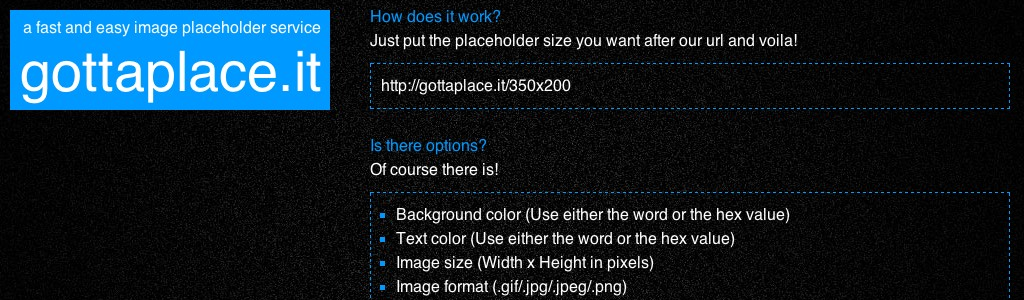 a fast and easy image placeholder service
gottaplace.it
How does it work?
Just put the placeholder size you want after our url and voila!
http://gottaplace.it/350x200
Is there options?
Of course there is!
Background color (Use either the word or the hex value)
Text color (Use either the word or the hex value)
Image size (Width x Height in pixels)
Image format (.gif/.jpg/.jpeg/.png)